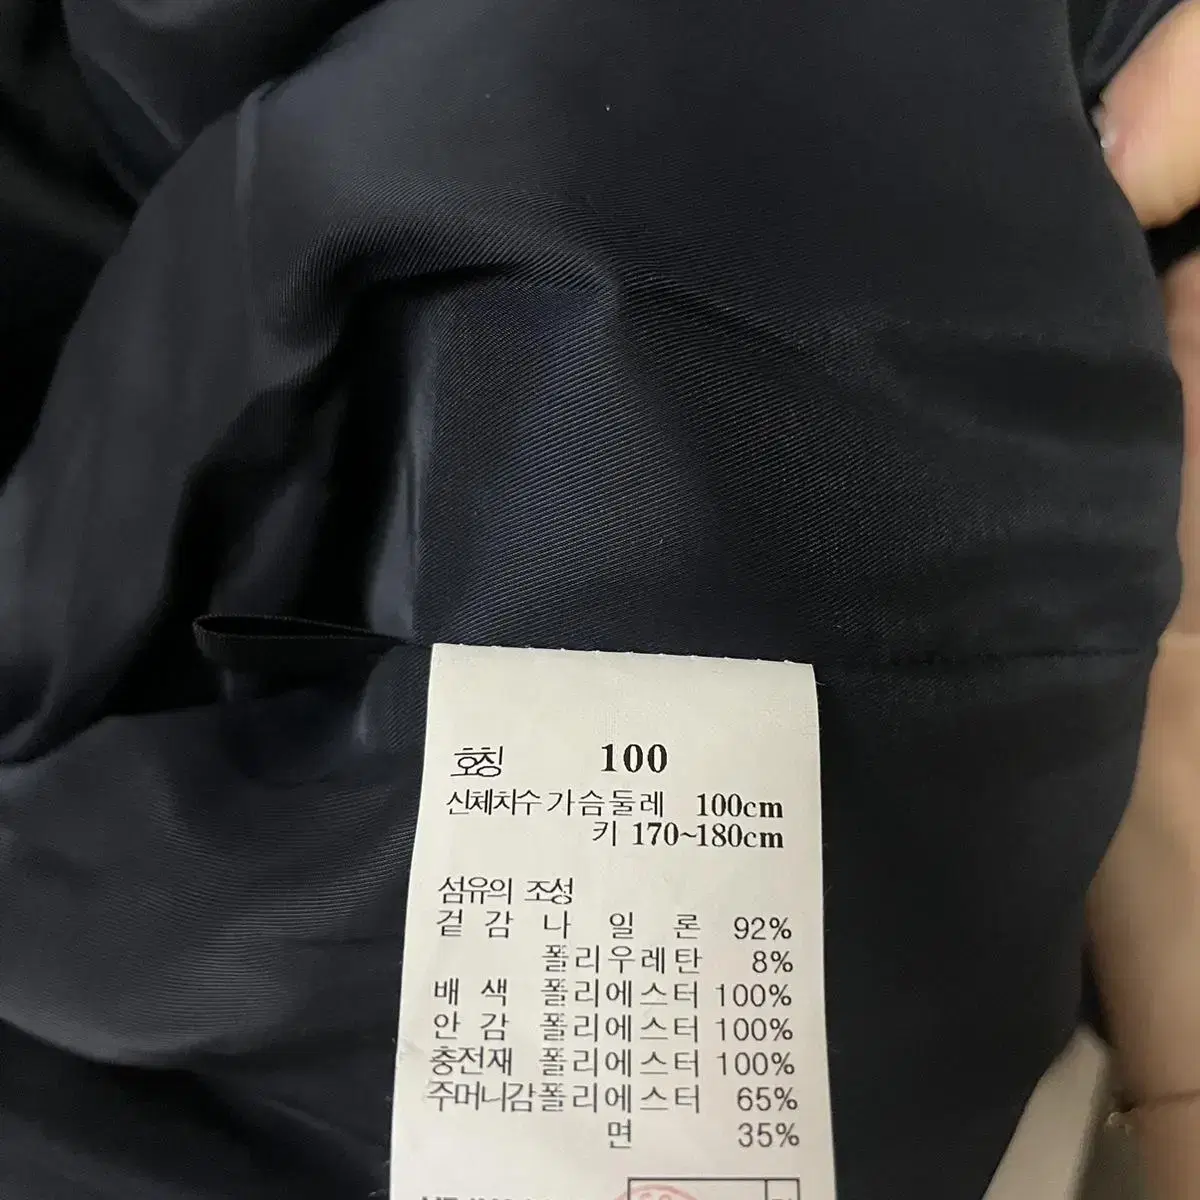 호칭 100
신체치수 가슴둘레 100cm
키 170~180cm
섬유의 조성
겉감 나일론 92%
폴리우레탄 8%
배색 폴리에스터 100%
안감 폴리에스터 100%
충전재 폴리에스터 100%
주머니감 폴리에스터 65%
면 35%